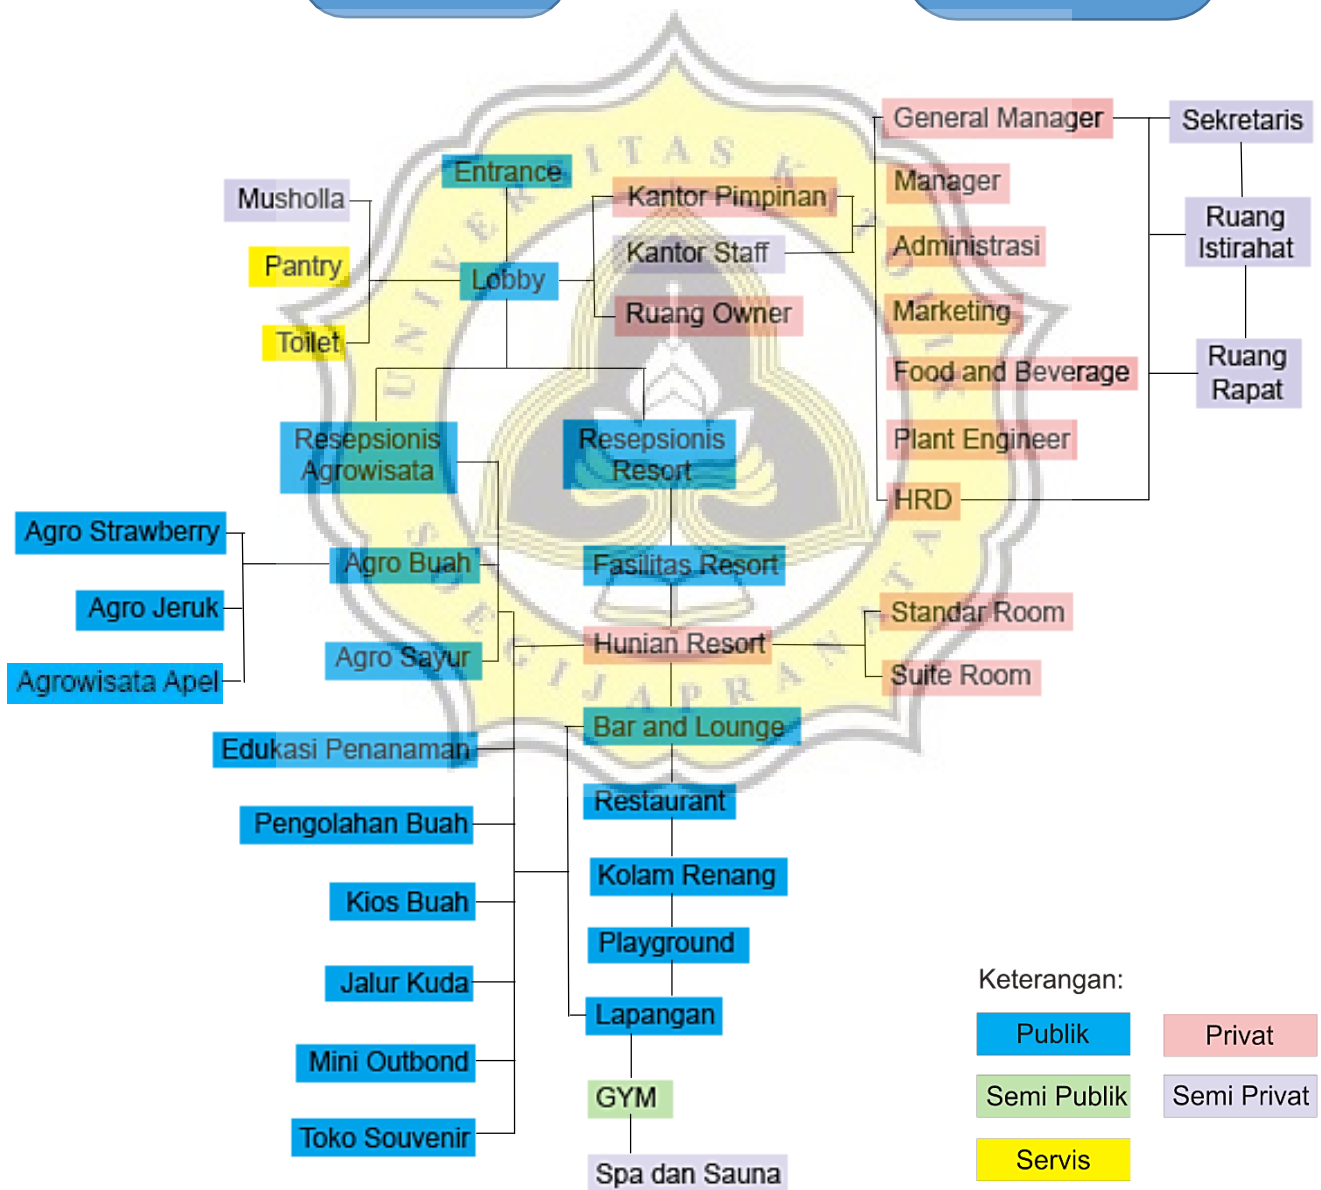 General Manager
Sekretaris
Entrance
Manager
Musholla
Kantor Pimpinan
Ruang
Istirahat
Administrasi
Kantor Staff
Pantry
Lobby
Ruang Owner
Marketing
Toilet
Food and Beverage
Ruang
Rapat
Resepsionis
Agrowisata
Resepsionis
Resort
Plant Engineer
HRD
Agro Strawberry
Agro Buah
Fasilitas Resort
Agro Jeruk
Standar Room
Hunian Resort
Agro Sayur
Suite Room
Agrowisata Apel
Bar and Lounge
Edukasi Penanaman
Restaurant
Pengolahan Buah
Kolam Renang
Kios Buah
Playground
Jalur Kuda
Lapangan
Mini Outbond
GYM
Toko Souvenir
Spa dan Sauna
Keterangan:
Publik
Privat
Semi Publik
Semi Privat
Servis
UNIVERSITAS KATOLIK
SOEGIJAPRANATA